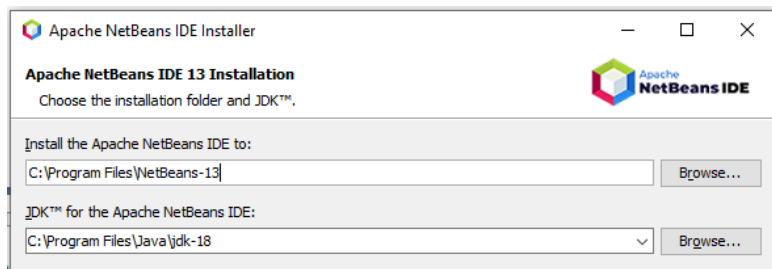 Apache NetBeans IDE Installer
Apache NetBeans IDE 13 Installation
Choose the installation folder and JDK™.
Apache
NetBeans IDE
Install the Apache NetBeans IDE to:
C:\Program Files\NetBeans-13
Browse...
JDK™ for the Apache NetBeans IDE:
C:\Program Files\Java\jdk-18
Browse...